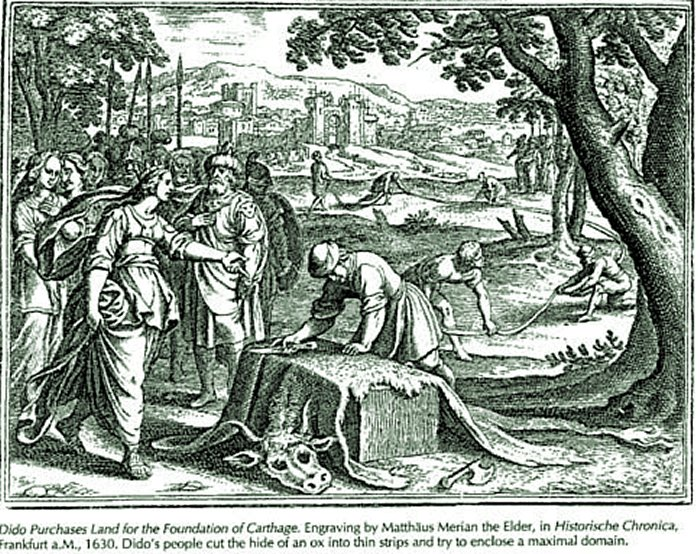 Dido Purchases Land for the Foundation of Carthage. Engraving by Matthäus Merian the Elder, in Historische Chronica,
Frankfurt a.M., 1630. Dido's people cut the hide of an ox into thin strips and try to enclose a maximal domain.